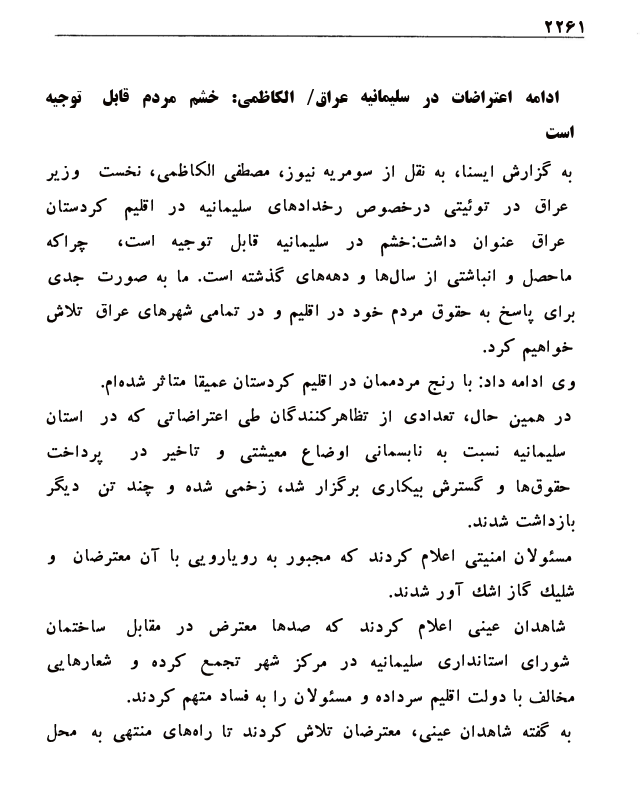 ۲۲۶۱
ادامه اعتراضات در سلیمانیه عراق/ الکاظمی: خشم مردم قابل توجیه
است
به گزارش ایسنا، به نقل از سومریه نیوز، مصطفی الکاظمی، نخست وزیر
عراق در توئیتی درخصوص رخدادهای سلیمانیه در اقلیم کردستان
عراق عنوان داشت:خشم در سلیمانیه قابل توجیه است، چراکه
ماحصل و انباشتی از سال‌ها و دهه‌های گذشته است. ما به صورت جدی
برای پاسخ به حقوق مردم خود در اقلیم و در تمامی شهرهای عراق تلاش
خواهیم کرد.
وی ادامه داد: با رنج مردممان در اقلیم کردستان عمیقا متاثر شده‌ام.
در همین حال، تعدادی از تظاهرکنندگان طی اعتراضاتی که در استان
سلیمانیه نسبت به نابسمانی اوضاع معیشتی و تاخیر در پرداخت
حقوق‌ها و گسترش بیکاری برگزار شد، زخمی شده و چند تن دیگر
بازداشت شدند.
مسئولان امنیتی اعلام کردند که مجبور به رویارویی با آن معترضان و
شلیك گاز اشك آور شدند.
شاهدان عینی اعلام کردند که صدها معترض در مقابل ساختمان
شورای استانداری سلیمانیه در مرکز شهر تجمع کرده و شعارهایی
مخالف با دولت اقلیم سرداده و مسئولان را به فساد متهم کردند.
به گفته شاهدان عینی، معترضان تلاش کردند تا راه‌های منتهی به محل